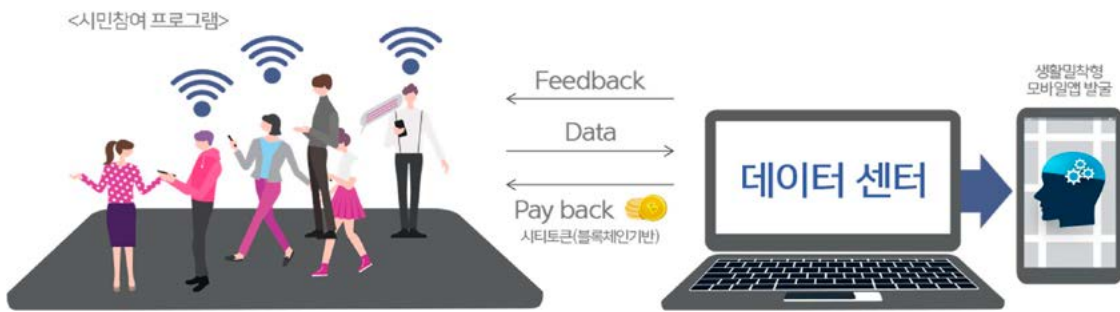 <시민참여 프로그램>
Feedback
Data
Pay back
시티토큰(블록체인기반)
데이터 센터
생활밀착형
모바일앱 발굴